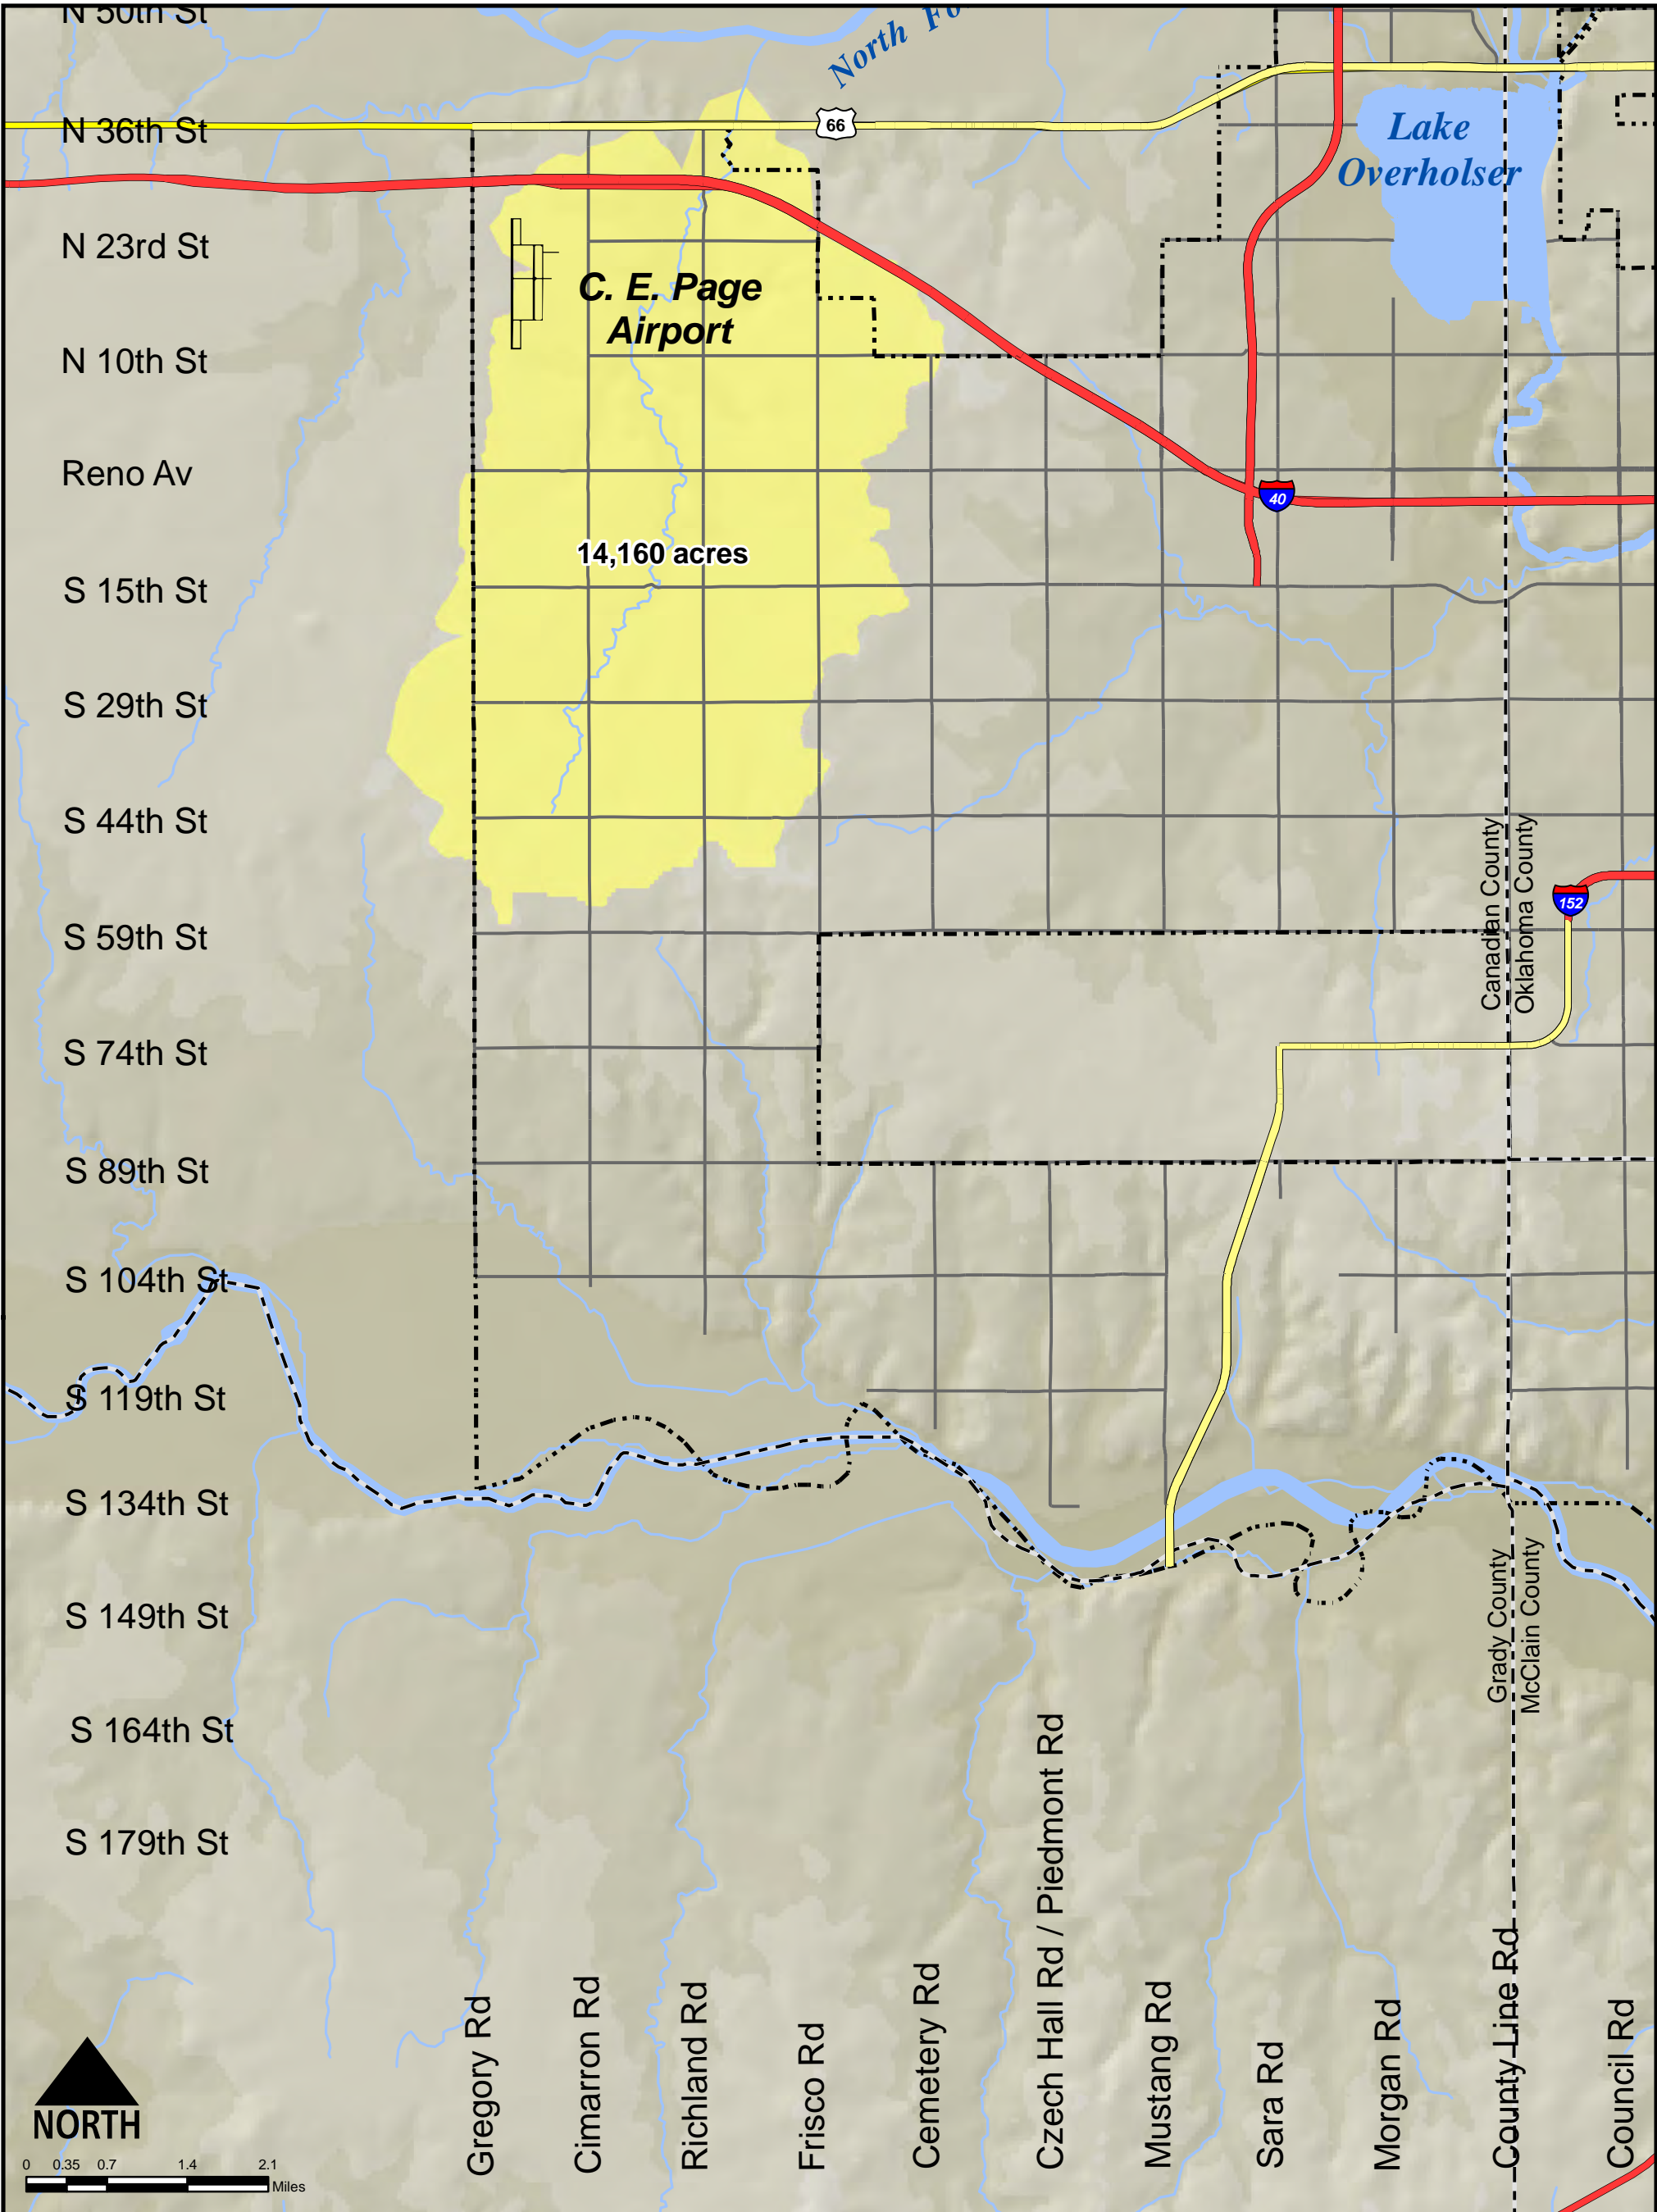 N 50th St
North Fo
66
N 36th St
Lake
Overholser
N 23rd St
C. E. Page
Airport
N 10th St
Reno Av
40
14,160 acres
S 15th St
S 29th St
S 44th St
Canadian County
Oklahoma County
152
S 59th St
S 74th St
S 89th St
S 104th St
S 119th St
S 134th St
Grady County
McClain County
S 149th St
S 164th St
S 179th St
Gregory Rd
Cimarron Rd
Richland Rd
Frisco Rd
Cemetery Rd
Czech Hall Rd / Piedmont Rd
Mustang Rd
Sara Rd
Morgan Rd
County Line Rd
Council Rd
NORTH
0 0.35 0.7 1.4 2.1
Miles